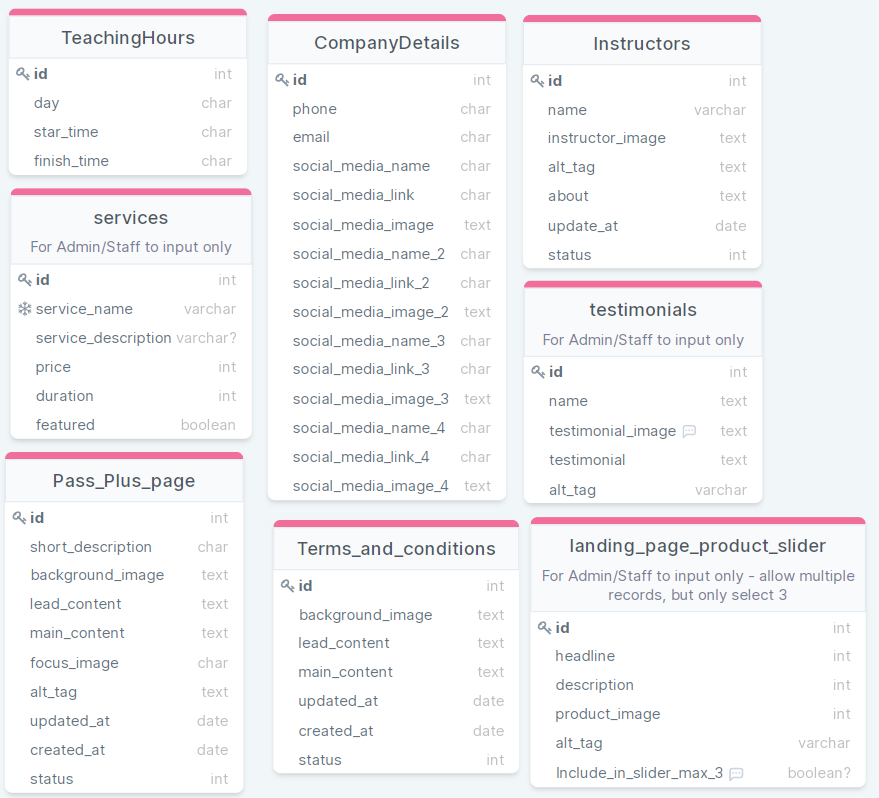 TeachingHours
id int
day char
star_time char
finish_time char
services
For Admin/Staff to input only
id int
service_name varchar
service_description varchar?
price int
duration int
featured boolean
Pass_Plus_page
id int
short_description char
background_image text
lead_content text
main_content text
focus_image char
alt_tag text
updated_at date
created_at date
status int
CompanyDetails
id int
phone char
email char
social_media_name char
social_media_link char
social_media_image text
social_media_name_2 char
social_media_link_2 char
social_media_image_2 text
social_media_name_3 char
social_media_link_3 char
social_media_image_3 text
social_media_name_4 char
social_media_link_4 char
social_media_image_4 text
Terms_and_conditions
id int
background_image text
lead_content text
main_content text
updated_at date
created_at date
status int
Instructors
id int
name varchar
instructor_image text
alt_tag text
about text
update_at date
status int
testimonials
For Admin/Staff to input only
id int
name text
testimonial_image text
testimonial text
alt_tag varchar
landing_page_product_slider
For Admin/Staff to input only - allow multiple
records, but only select 3
id int
headline int
description int
product_image int
alt_tag varchar
Include_in_slider_max_3 boolean?